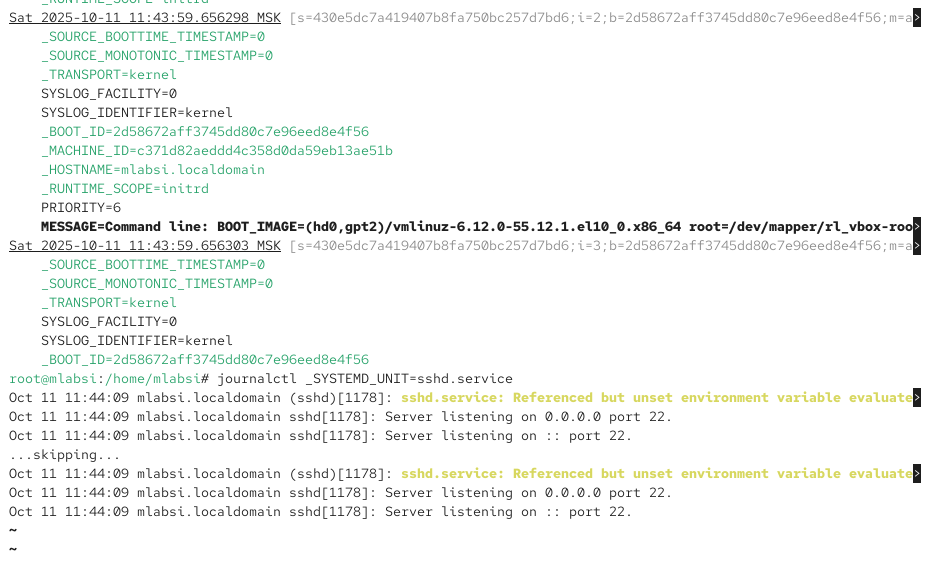 Sat 2025-10-11 11:43:59.656298 MSK [s=430e5dc7a419407b8fa750bc257d7bd6;i=2;b=2d58672aff3745dd80c7e96eed8e4f56;m=a>
    _SOURCE_BOOTTIME_TIMESTAMP=0
    _SOURCE_MONOTONIC_TIMESTAMP=0
    _TRANSPORT=kernel
    SYSLOG_FACILITY=0
    SYSLOG_IDENTIFIER=kernel
    _BOOT_ID=2d58672aff3745dd80c7e96eed8e4f56
    _MACHINE_ID=c371d82aeddd4c358d0da59eb13ae51b
    _HOSTNAME=mlabsi.localdomain
    _RUNTIME_SCOPE=initrd
    PRIORITY=6
    MESSAGE=Command line: BOOT_IMAGE=(hd0,gpt2)/vmlinuz-6.12.0-55.12.1.el10_0.x86_64 root=/dev/mapper/rl_vbox-roo>
Sat 2025-10-11 11:43:59.656303 MSK [s=430e5dc7a419407b8fa750bc257d7bd6;i=3;b=2d58672aff3745dd80c7e96eed8e4f56;m=a>
    _SOURCE_BOOTTIME_TIMESTAMP=0
    _SOURCE_MONOTONIC_TIMESTAMP=0
    _TRANSPORT=kernel
    SYSLOG_FACILITY=0
    SYSLOG_IDENTIFIER=kernel
    _BOOT_ID=2d58672aff3745dd80c7e96eed8e4f56
root@mlabsi:/home/mlabsi# journalctl _SYSTEMD_UNIT=sshd.service
Oct 11 11:44:09 mlabsi.localdomain (sshd)[1178]: sshd.service: Referenced but unset environment variable evaluate>
Oct 11 11:44:09 mlabsi.localdomain sshd[1178]: Server listening on 0.0.0.0 port 22.
Oct 11 11:44:09 mlabsi.localdomain sshd[1178]: Server listening on :: port 22.
...skipping...
Oct 11 11:44:09 mlabsi.localdomain (sshd)[1178]: sshd.service: Referenced but unset environment variable evaluate>
Oct 11 11:44:09 mlabsi.localdomain sshd[1178]: Server listening on 0.0.0.0 port 22.
Oct 11 11:44:09 mlabsi.localdomain sshd[1178]: Server listening on :: port 22.
~
~